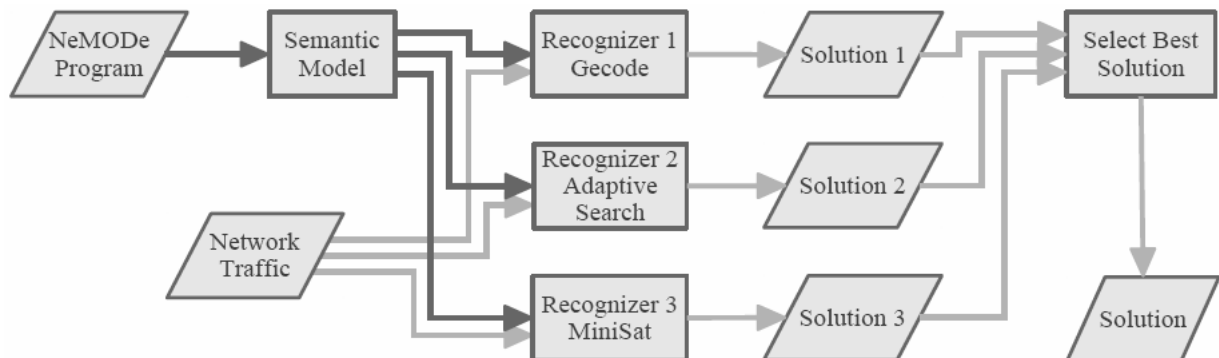 NeMODe
Program
Semantic
Model
Recognizer 1
Gecode
Solution 1
Select Best
Solution
Recognizer 2
Adaptive
Search
Solution 2
Network
Traffic
Recognizer 3
MiniSat
Solution 3
Solution